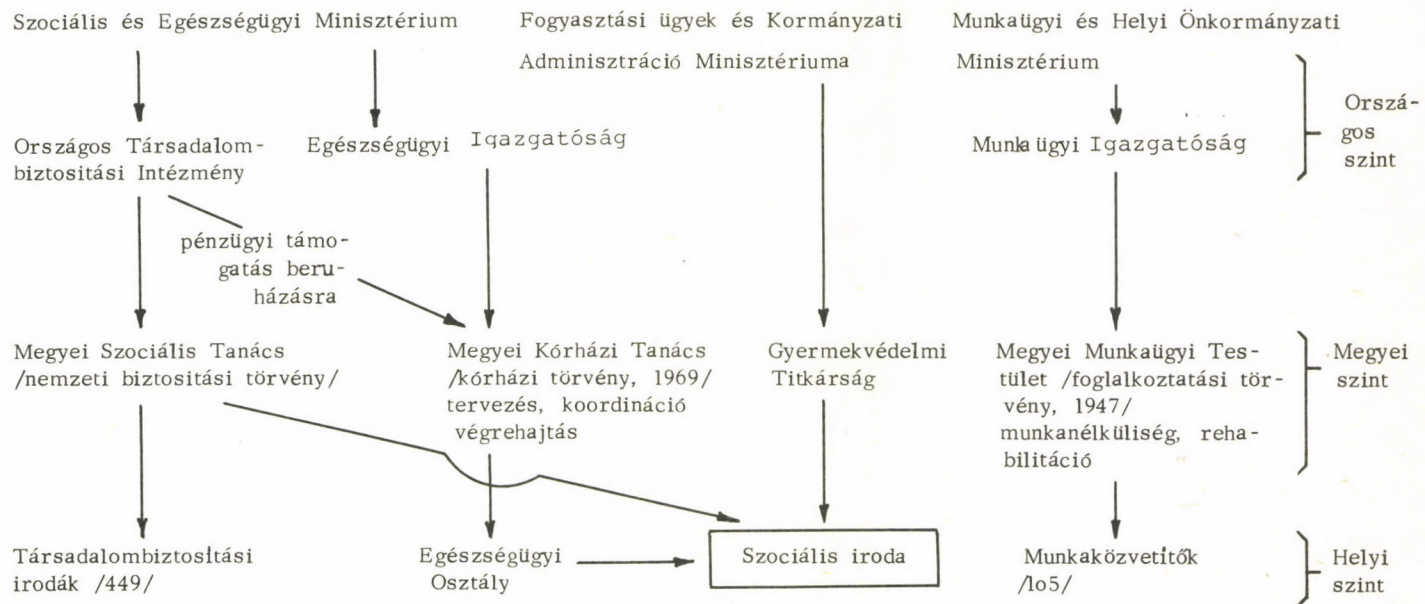 Szociális és Egészségügyi Minisztérium
Fogyasztási ügyek és Kormányzati
Adminisztráció Minisztériuma
Munkaügyi és Helyi Önkormányzati
Minisztérium
Orszá-
gos
szint
Országos Társadalom-
biztositási Intézmény
Egészségügyi Igazgatóság
Munkaügyi Igazgatóság
pénzügyi támo-
gatás beru-
házásra
Megyei Szociális Tanács
/nemzeti biztositási törvény/
Megyei Kórházi Tanács
/kórházi törvény, 1969/
tervezés, koordináció
végrehajtás
Gyermekvédelmi
Titkárság
Megyei Munkaügyi Tes-
tület /foglalkoztatási tör-
vény, 1947/
munkanélküliség, reha-
bilitáció
Megyei
szint
Társadalombiztosítási
irodák /449/
Egészségügyi
Osztály
Szociális iroda
Munkaközvetítők
/lo5/
Helyi
szint